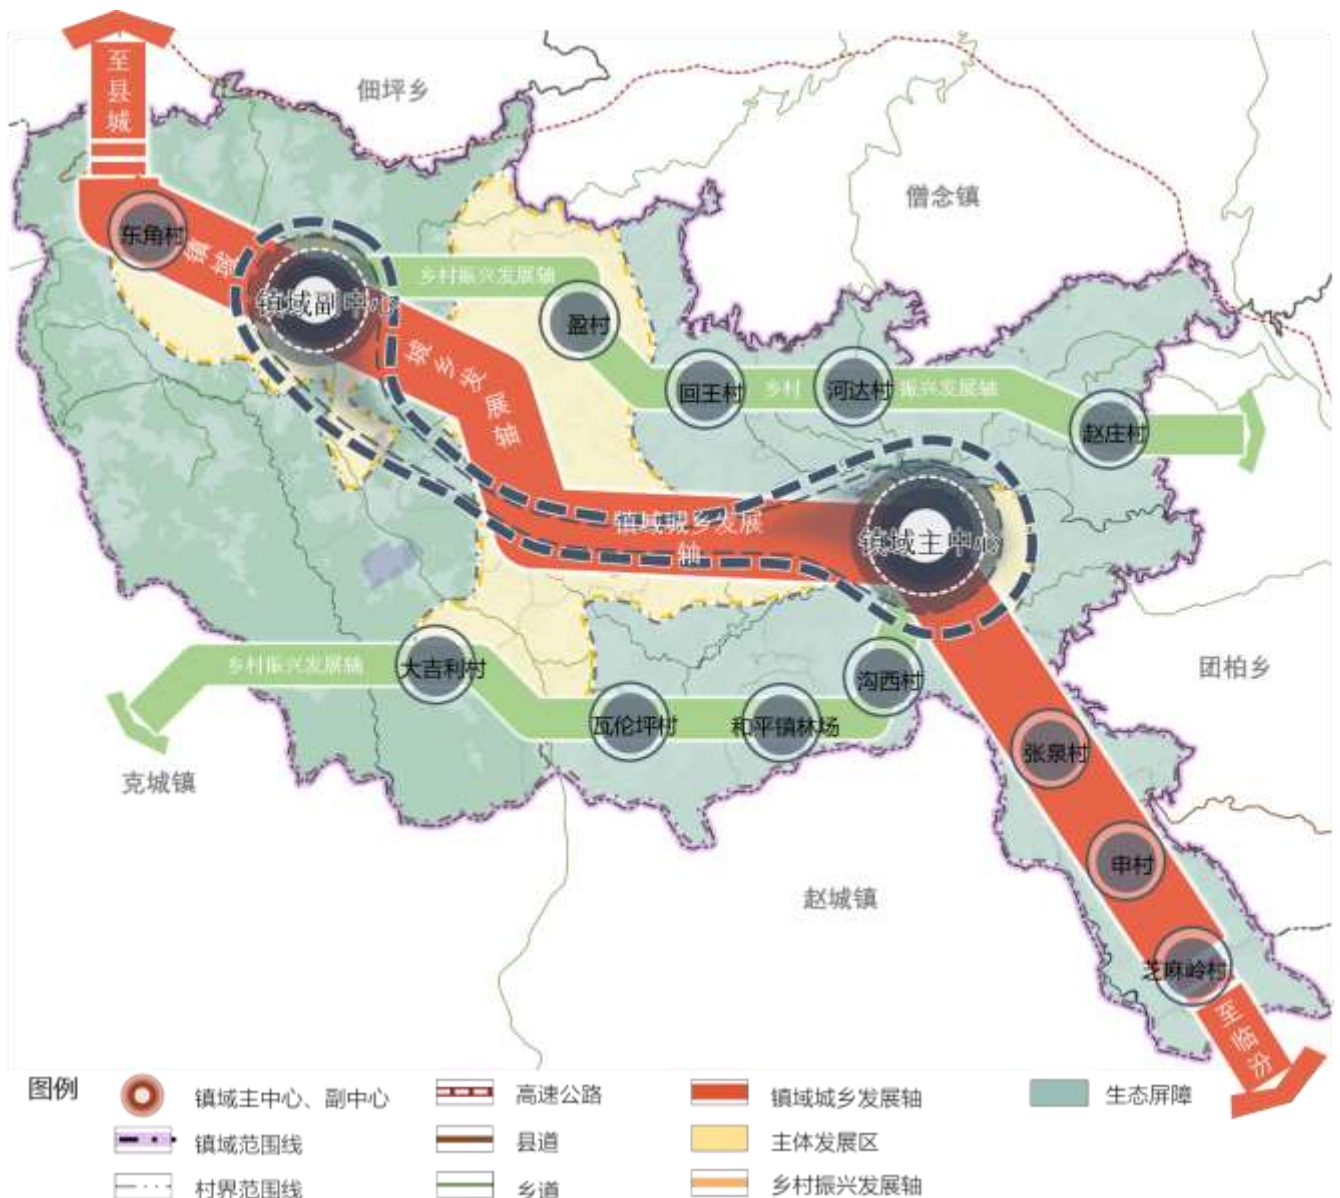 至县城
佃坪乡
僧念镇
东角村
镇域
城乡发展轴
镇域副中心
乡村振兴发展轴
盈村
回王村
乡村
河达村
振兴发展轴
赵庄村
镇域城乡发展
轴
镇域主中心
乡村振兴发展轴
大吉利村
瓦伦坪村
和平镇林场
沟西村
团柏乡
克城镇
张泉村
申村
赵城镇
芝麻岭村
至临汾
图例
镇域主中心、副中心
高速公路
镇域城乡发展轴
生态屏障
镇域范围线
县道
主体发展区
村界范围线
乡道
乡村振兴发展轴